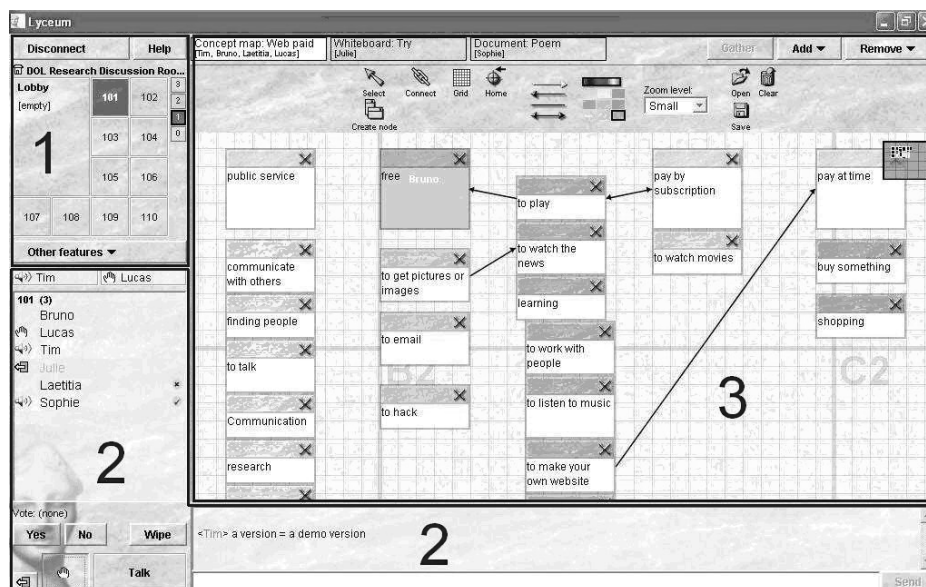 Lyceum
Disconnect Help
DOL Research Discussion Roo...
Lobby
[empty]
101 102
103 104
105 106
107 108 109 110
3
2
1
0
1
Other features
Concept map: Web paid
[Tim, Bruno, Laetitia, Lucas]
Whiteboard: Try
[Julie]
Document: Poem
[Sophie]
Gather Add Remove
Select Connect Grid Home
Create node
Zoom level:
Small
Open Clear
Save
Tim Lucas
101 (3)
Bruno
Lucas
Tim
Julie
Laetitia
Sophie
2
Vote: (none)
Yes No Wipe
Talk
public service
communicate
with others
finding people
to talk
Communication
research
free
Bruno
to get pictures or
images
to email
B2
to hack
to play
to watch the
news
learning
to work with
people
to listen to music
to make your
own website
pay by
subscription
to watch movies
pay at time
buy something
shopping
C2
3
<Tim> a version = a demo version
2
Send